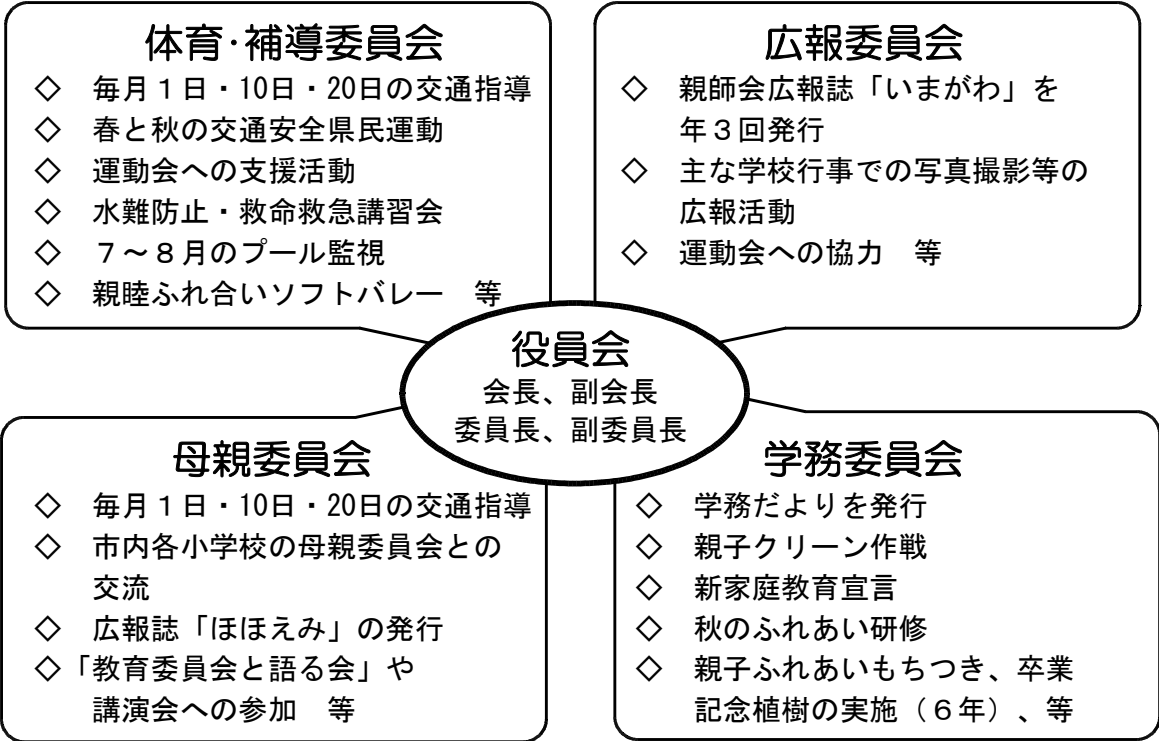 体育・補導委員会
◇　毎月１日・10日・20日の交通指導
◇　春と秋の交通安全県民運動
◇　運動会への支援活動
◇　水難防止・救命救急講習会
◇　７～８月のプール監視
◇　親睦ふれ合いソフトバレー　等
広報委員会
◇　親師会広報誌「いまがわ」を
年３回発行
◇　主な学校行事での写真撮影等の
広報活動
◇　運動会への協力　等
役員会
会長、副会長
委員長、副委員長
母親委員会
◇　毎月１日・10日・20日の交通指導
◇　市内各小学校の母親委員会との
交流
◇　広報誌「ほほえみ」の発行
◇「教育委員会と語る会」や
講演会への参加　等
学務委員会
◇　学務だよりを発行
◇　親子クリーン作戦
◇　新家庭教育宣言
◇　秋のふれあい研修
◇　親子ふれあいもちつき、卒業
記念植樹の実施（６年）、等